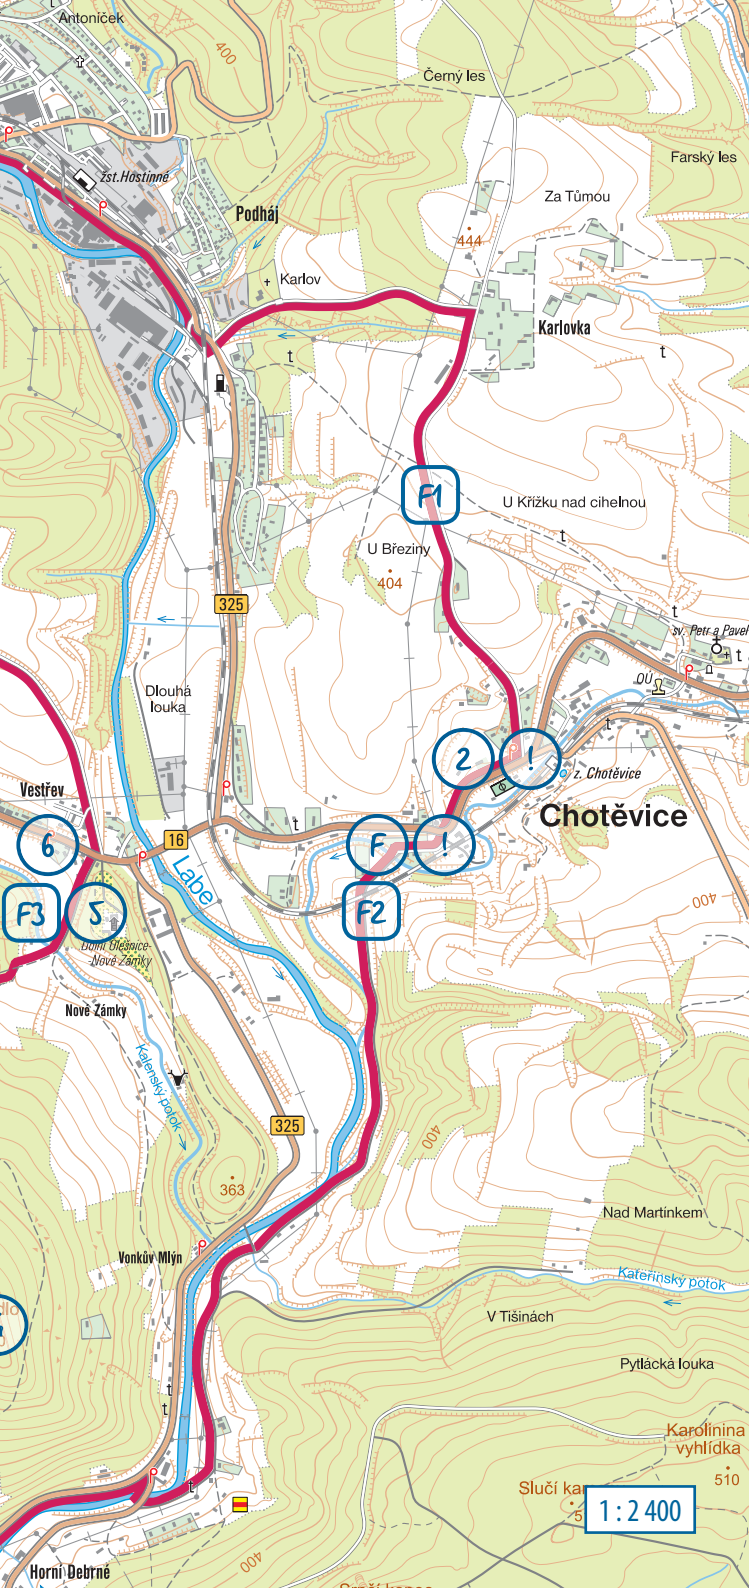 Antoníček
400
Černý les
Farský les
žst.Hostinné
Za Tůmou
Podháj
444
Karlov
Karlovka
t
t
F1
U Křížku nad cihelnou
t
U Březiny
404
325
t
sv. Petr a Pavel
t
OÚ
Dlouhá
louka
t
2
!
z. Chotěvice
Vestřev
Chotěvice
t
16
6
F
!
Labe
400
F3
5
F2
Dolní Olešnice-
-Nové Zámky
Nové Zámky
Kalenský potok
325
400
363
Nad Martinkem
Vonkův Mlýn
Kateřinský potok
V Tišinách
Pytlácká louka
t
t
Karolinina
vyhlídka
510
t
1 : 2 400
400
Horní Debrné